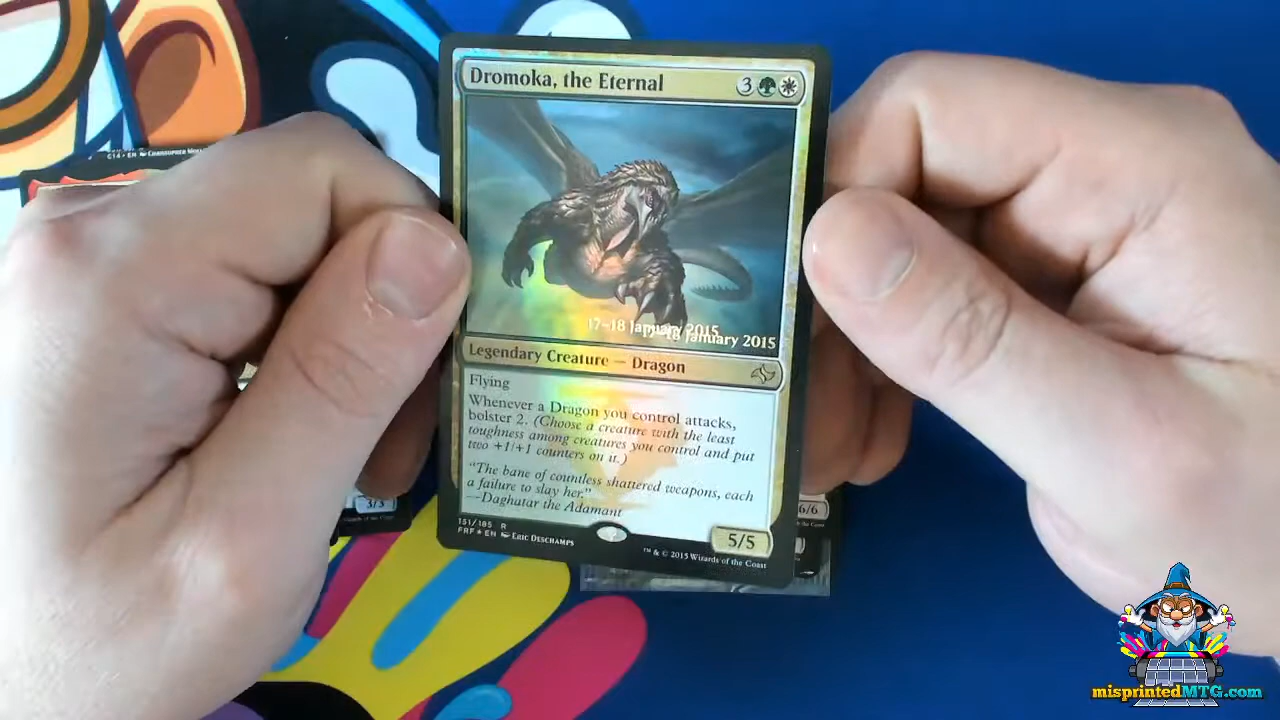 Dromoka, the Eternal
3
17-18 January 2015
17-18 January 2015
Legendary Creature — Dragon
Flying
Whenever a Dragon you control attacks,
bolster 2. (Choose a creature with the least
toughness among creatures you control and put
two +1/+1 counters on it.)
"The bane of countless shattered weapons, each
a failure to slay her."
—Daghatar the Adamant
5/5
151/185 R
FRF ★ EN Eric Deschamps
™ & © 2015 Wizards of the Coast
C14 • EN Christopher
3/3
6/6
misprintedMTG.com